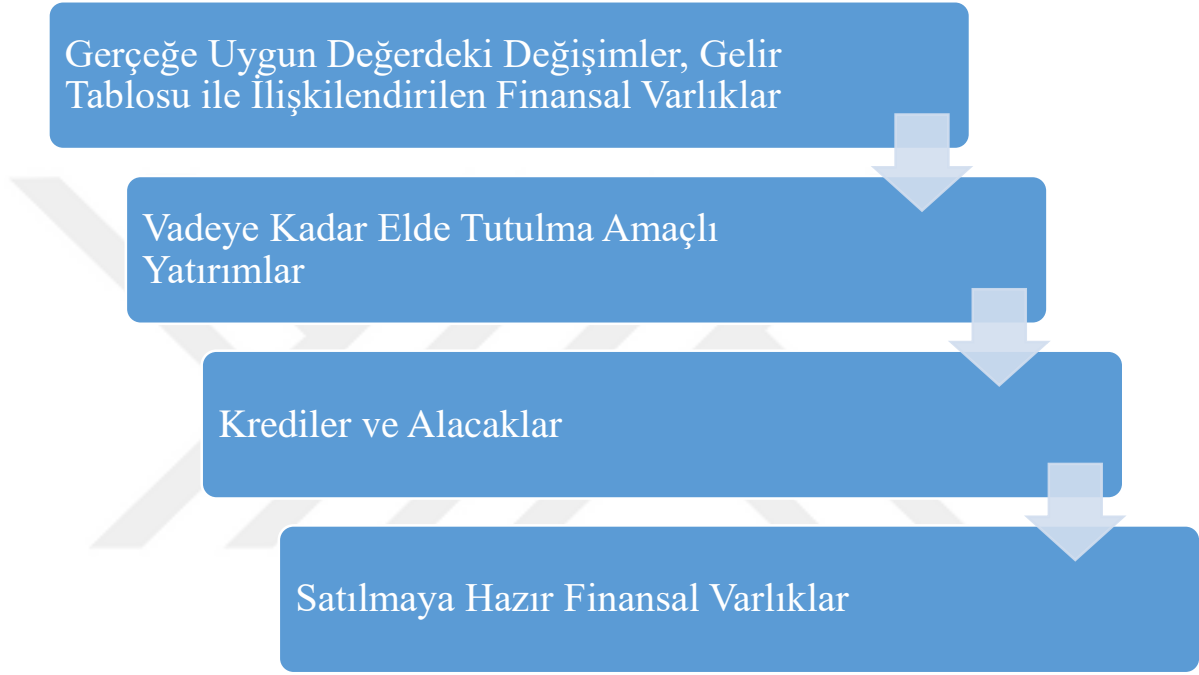 Gerçeğe Uygun Değerdeki Değişimler, Gelir
Tablosu ile İlişkilendirilen Finansal Varlıklar
Vadeye Kadar Elde Tutulma Amaçlı
Yatırımlar
Krediler ve Alacaklar
Satılmaya Hazır Finansal Varlıklar